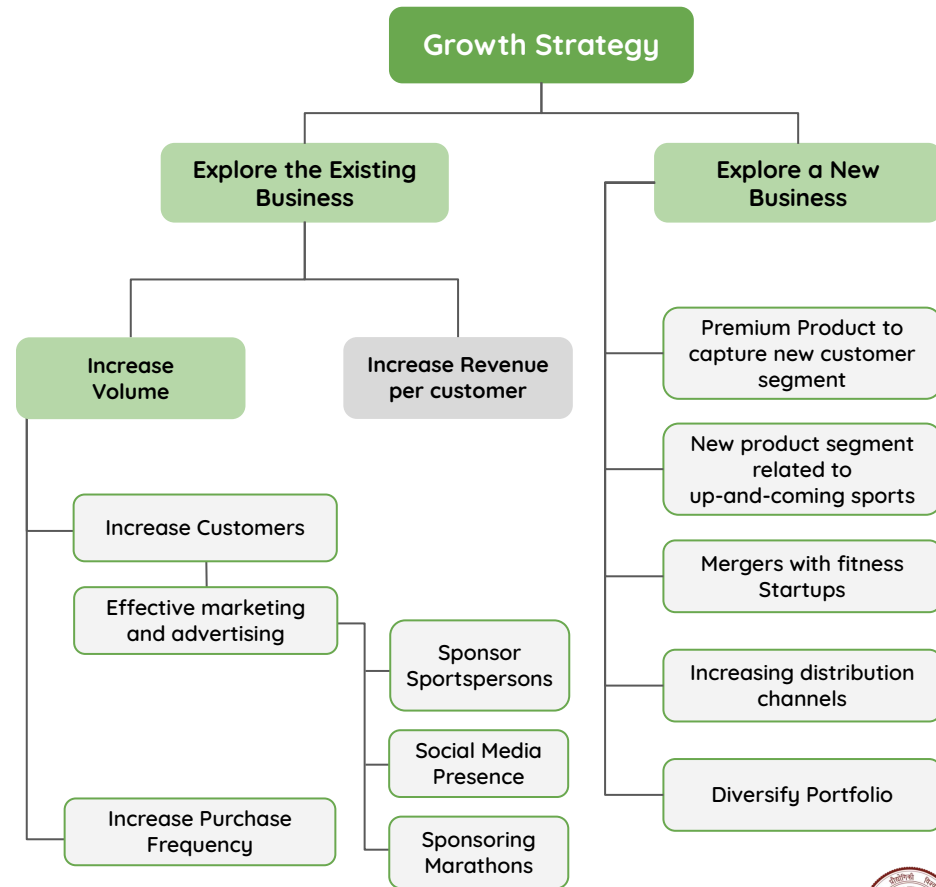 Growth Strategy
Explore the Existing
Business
Explore a New
Business
Increase
Volume
Increase Revenue
per customer
Increase Customers
Effective marketing
and advertising
Sponsor
Sportspersons
Social Media
Presence
Sponsoring
Marathons
Increase Purchase
Frequency
Premium Product to
capture new customer
segment
New product segment
related to
up-and-coming sports
Mergers with fitness
Startups
Increasing distribution
channels
Diversify Portfolio